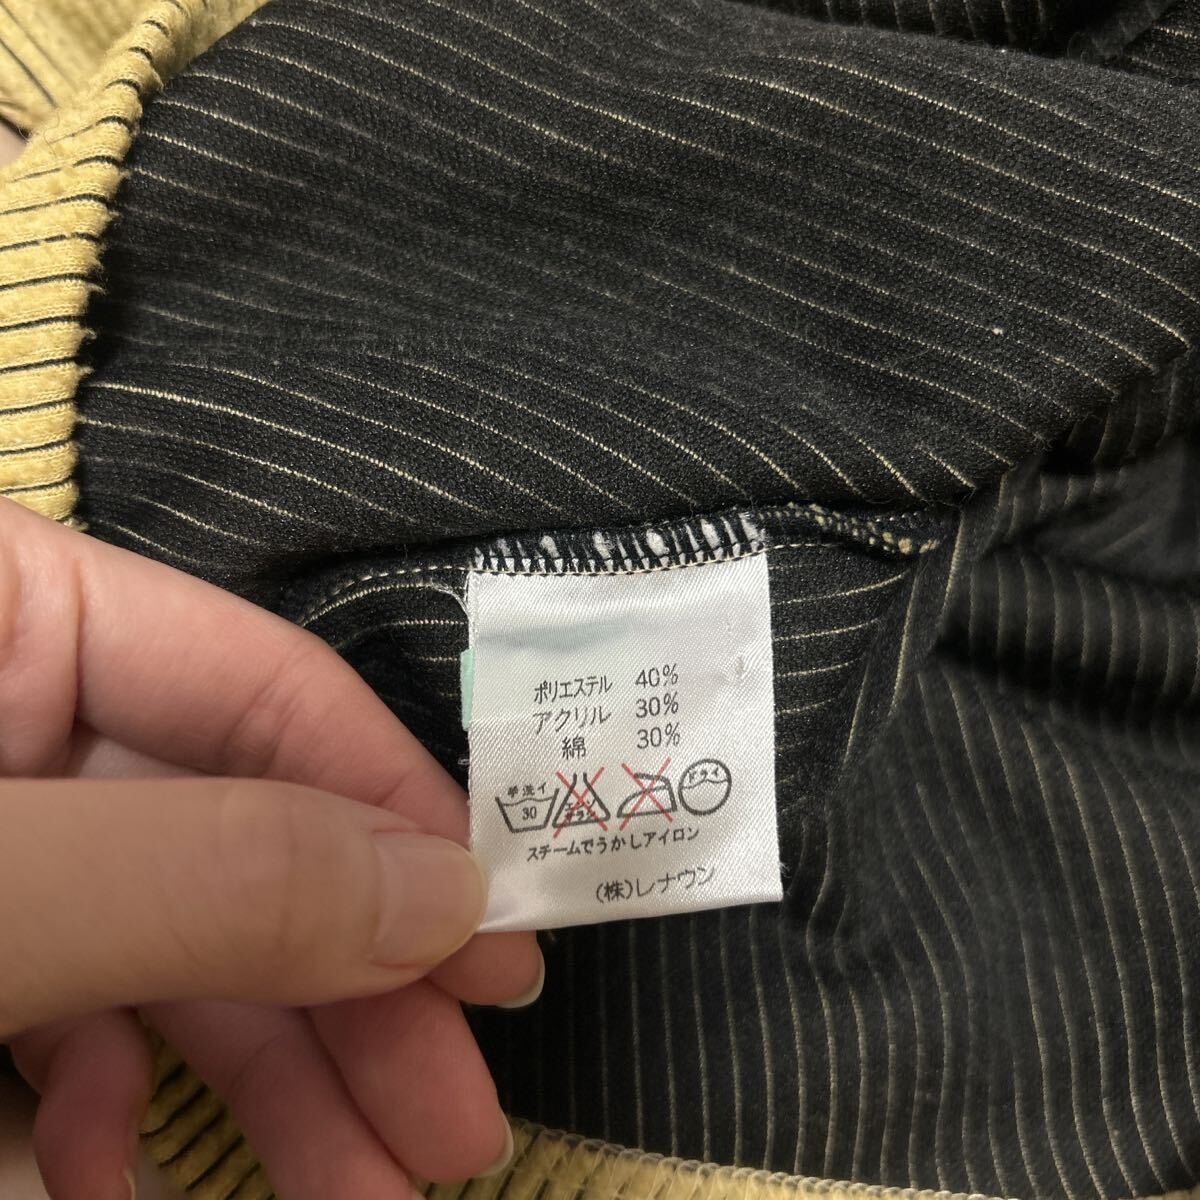 ポリエステル 40%
アクリル 30%
綿 30%
手洗イ 30 エンソサラシ ドライ
スチームでうかしアイロン
(株)レナウン